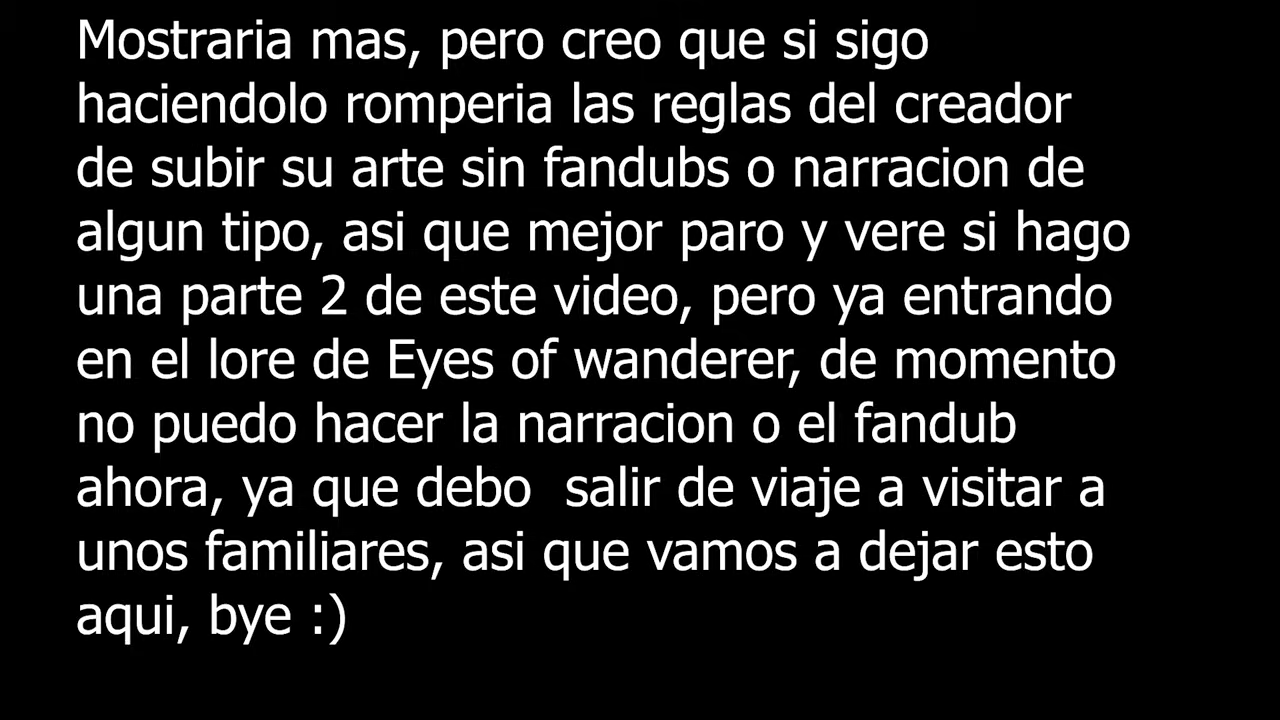 Mostraria mas, pero creo que si sigo
haciendolo romperia las reglas del creador
de subir su arte sin fandubs o narracion de
algun tipo, asi que mejor paro y vere si hago
una parte 2 de este video, pero ya entrando
en el lore de Eyes of wanderer, de momento
no puedo hacer la narracion o el fandub
ahora, ya que debo  salir de viaje a visitar a
unos familiares, asi que vamos a dejar esto
aqui, bye :)